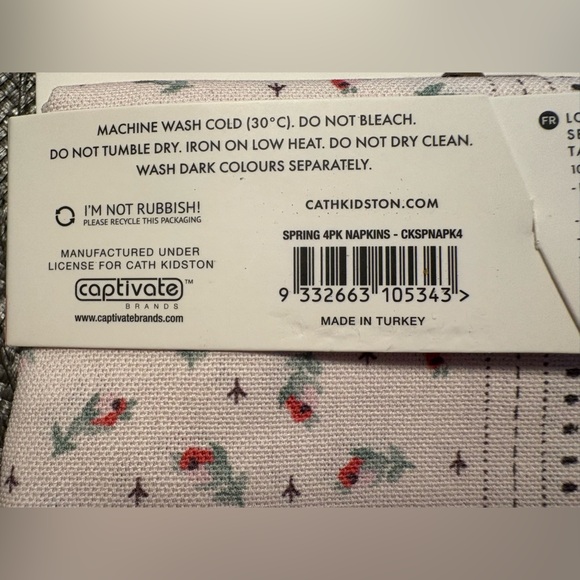 MACHINE WASH COLD (30°C). DO NOT BLEACH.
DO NOT TUMBLE DRY. IRON ON LOW HEAT. DO NOT DRY CLEAN.
WASH DARK COLOURS SEPARATELY.
I'M NOT RUBBISH!
PLEASE RECYCLE THIS PACKAGING
MANUFACTURED UNDER
LICENSE FOR CATH KIDSTON
captivate™
BRANDS
www.captivatebrands.com
CATHKIDSTON.COM
SPRING 4PK NAPKINS - CKSPNAPK4
9 332663 105343 >
MADE IN TURKEY
FR